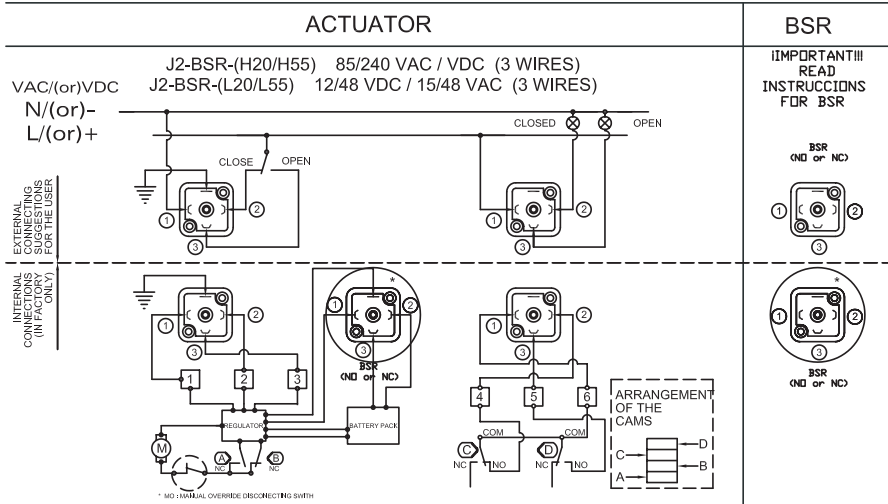 ACTUATOR
BSR
J2-BSR-(H20/H55) 85/240 VAC / VDC (3 WIRES)
J2-BSR-(L20/L55) 12/48 VDC / 15/48 VAC (3 WIRES)
¡IMPORTANT!!!
READ
INSTRUCCIONS
FOR BSR
VAC/(or)VDC
N/(or)-
L/(or)+
CLOSED
OPEN
CLOSE
OPEN
BSR
(NO or NC)
EXTERNAL
CONNECTING
SUGGESTIONS
FOR THE USER
1
2
3
1
2
3
1
2
3
INTERNAL
CONNECTIONS
(IN FACTORY
ONLY)
1
2
3
*
1
2
BSR
(NO or NC)
1
2
3
*
1
2
3
BSR
(NO or NC)
1
2
3
4
5
6
REGULATOR
BATTERY PACK
ARRANGEMENT
OF THE
CAMS
M
A
NC
B
NC
COM
COM
C
D
NC
NO
NC
NO
D
C
B
A
* MO : MANUAL OVERRIDE DISCONECTING SWITH